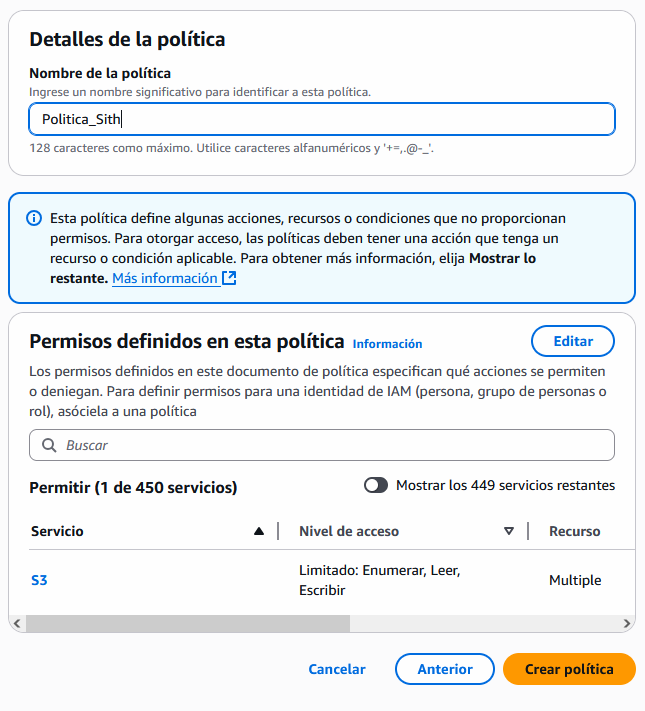 Detalles de la política
Nombre de la política
Ingrese un nombre significativo para identificar a esta política.
Politica_Sith
128 caracteres como máximo. Utilice caracteres alfanuméricos y '+=,.@-_'.
Esta política define algunas acciones, recursos o condiciones que no proporcionan
permisos. Para otorgar acceso, las políticas deben tener una acción que tenga un
recurso o condición aplicable. Para obtener más información, elija Mostrar lo
restante. Más información
Permisos definidos en esta política Información
Editar
Los permisos definidos en este documento de política especifican qué acciones se permiten
o deniegan. Para definir permisos para una identidad de IAM (persona, grupo de personas o
rol), asóciela a una política
Buscar
Permitir (1 de 450 servicios)
Mostrar los 449 servicios restantes
Servicio Nivel de acceso Recurso
S3 Limitado: Enumerar, Leer, Multiple
Escribir
Cancelar Anterior Crear política